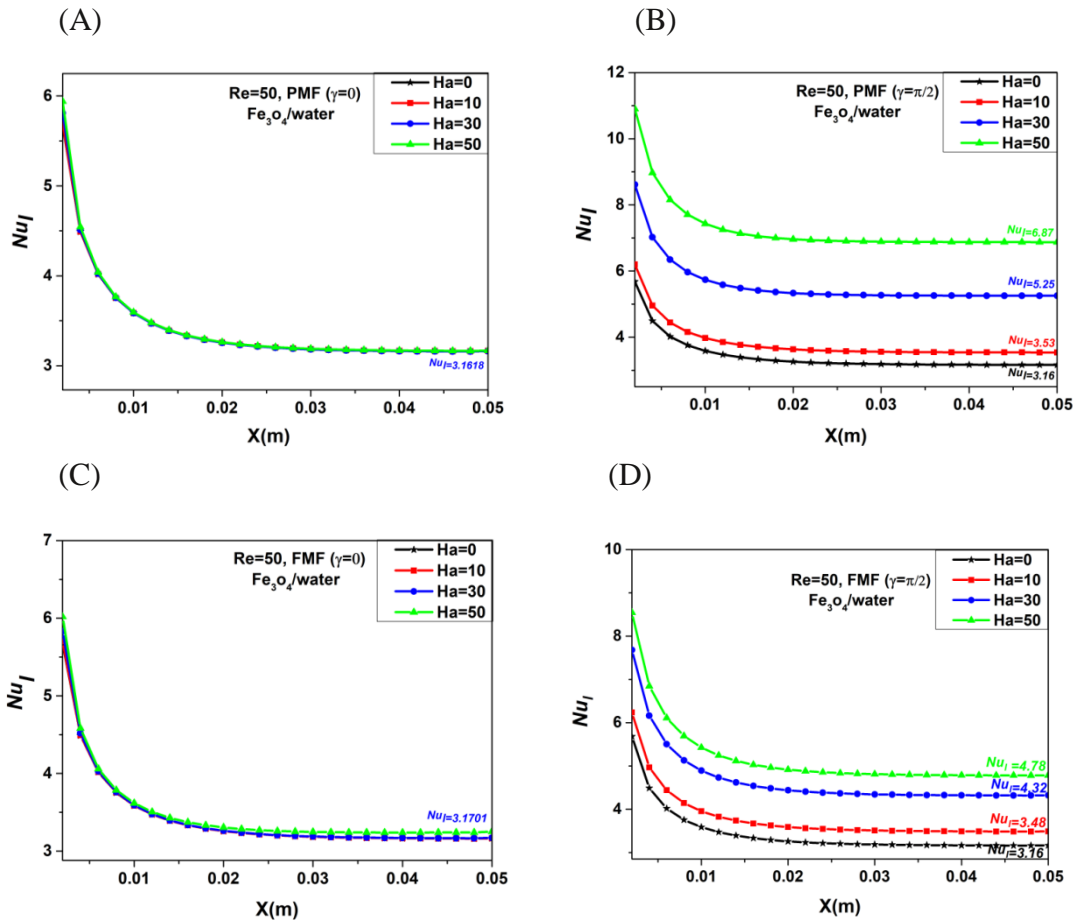 (A)
(B)
Re=50, PMF (γ=0)
Fe₃o₄/water
Ha=0
Ha=10
Ha=30
Ha=50
6
5
4
3
Nuₗ
Nuₗ=3.1618
0.01
0.02
0.03
0.04
0.05
X(m)
Re=50, PMF (γ=π/2)
Fe₃o₄/water
Ha=0
Ha=10
Ha=30
Ha=50
12
10
8
6
4
Nuₗ
Nuₗ=6.87
Nuₗ=5.25
Nuₗ=3.53
Nuₗ=3.16
0.01
0.02
0.03
0.04
0.05
X(m)
(C)
(D)
Re=50, FMF (γ=0)
Fe₃o₄/water
Ha=0
Ha=10
Ha=30
Ha=50
7
6
5
4
3
Nuₗ
Nuₗ=3.1701
0.01
0.02
0.03
0.04
0.05
X(m)
Re=50, FMF (γ=π/2)
Fe₃o₄/water
Ha=0
Ha=10
Ha=30
Ha=50
10
8
6
4
Nuₗ
Nuₗ =4.78
Nuₗ=4.32
Nuₗ=3.48
Nuₗ=3.16
0.01
0.02
0.03
0.04
0.05
X(m)